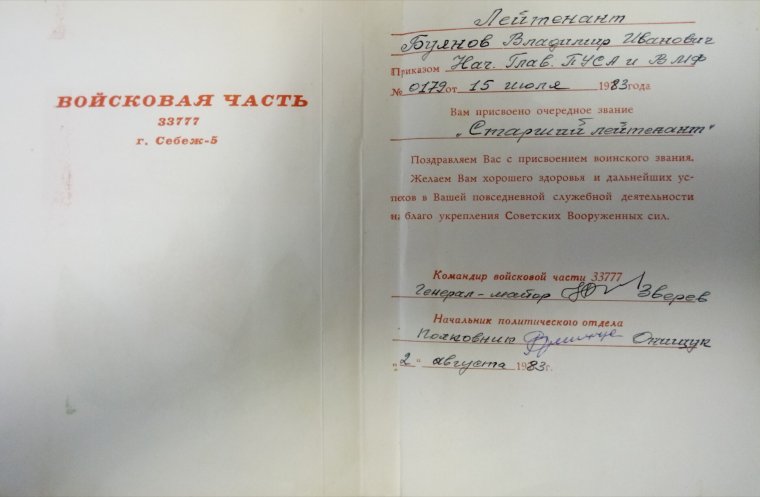 ВОЙСКОВАЯ ЧАСТЬ
33777
г. Себеж-5
Лейтенант
Буянов Владимир Иванович
Приказом Нач. Глав. ПУСА и ВМФ
№ 0179 от 15 июля 1983 года
Вам присвоено очередное звание
„Старший лейтенант"
Поздравляем Вас с присвоением воинского звания.
Желаем Вам хорошего здоровья и дальнейших ус-
пехов в Вашей повседневной служебной деятельности
на благо укрепления Советских Вооруженных сил.
Командир войсковой части 33777
Генерал-майор Зверев
Начальник политического отдела
Полковник Онищук
„2" августа 1983 г.